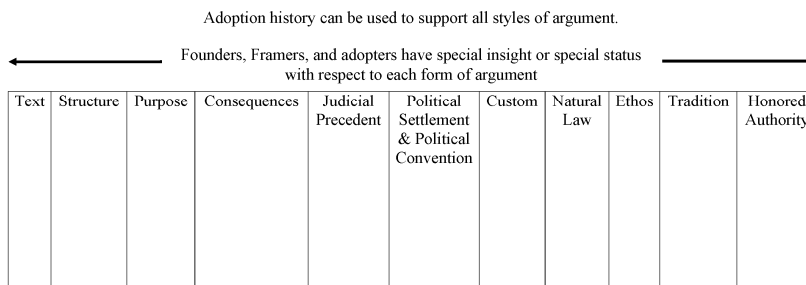 Adoption history can be used to support all styles of argument.
Founders, Framers, and adopters have special insight or special status
with respect to each form of argument
Text Structure Purpose Consequences Judicial Political Custom Natural Ethos Tradition Honored
Precedent Settlement Law Authority
& Political
Convention